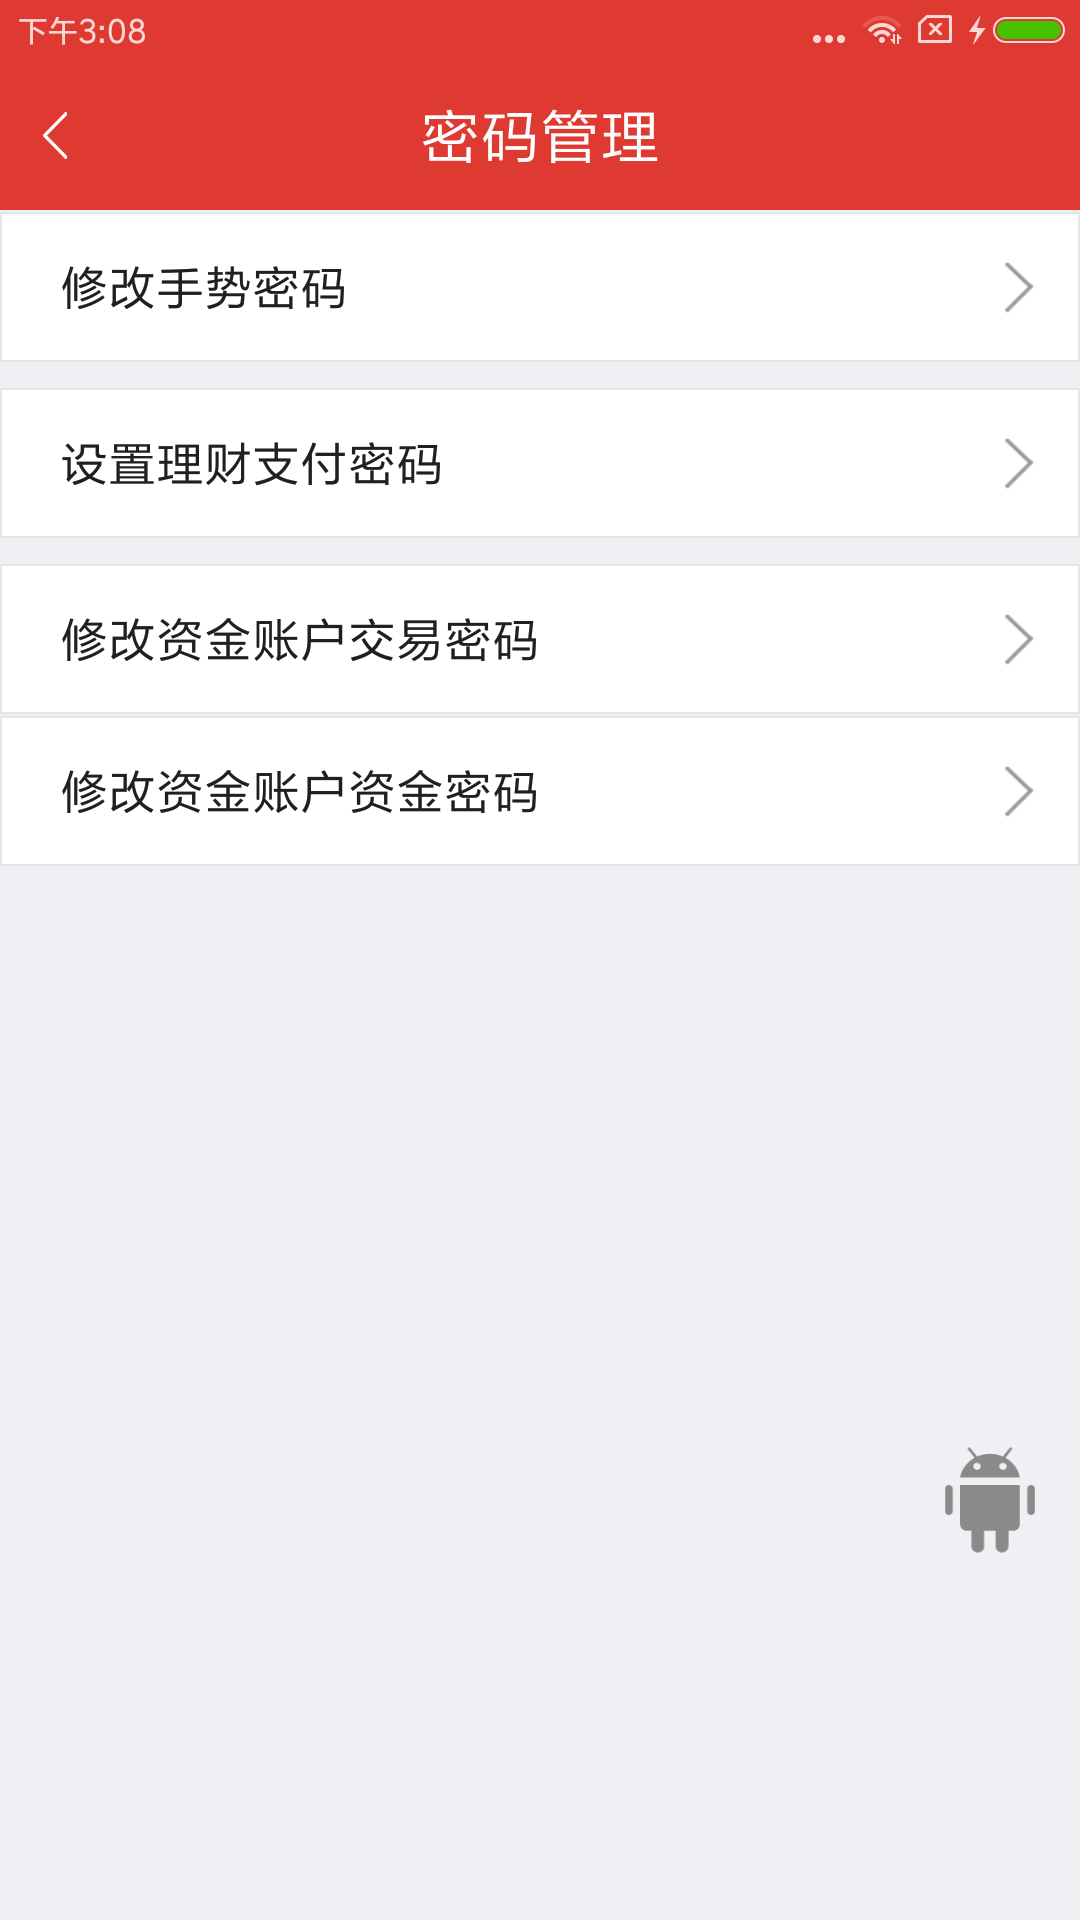 下午3:08
密码管理
修改手势密码
设置理财支付密码
修改资金账户交易密码
修改资金账户资金密码